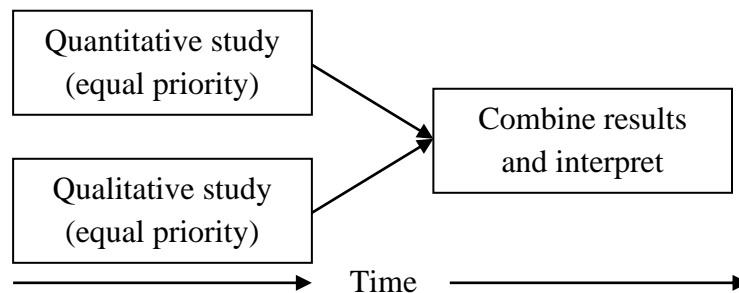 Quantitative study
(equal priority)
Combine results
and interpret
Qualitative study
(equal priority)
Time